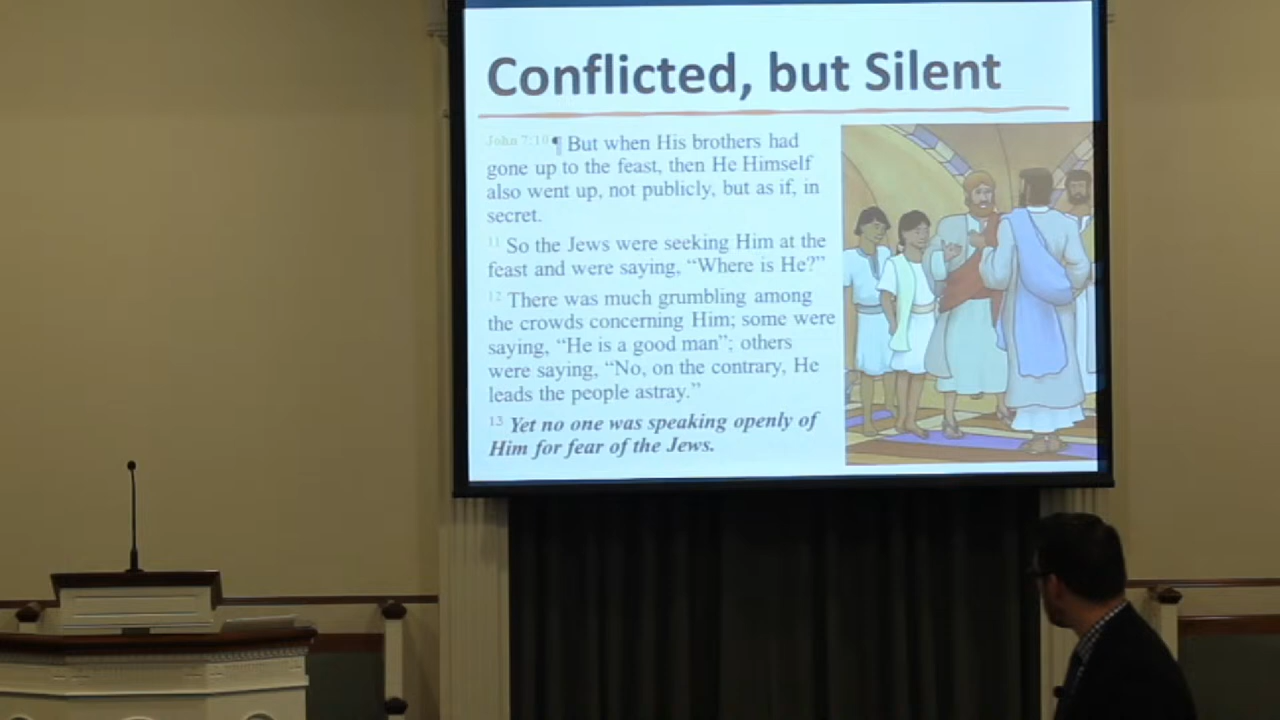 Conflicted, but Silent
John 7:10 ¶ But when His brothers had
gone up to the feast, then He Himself
also went up, not publicly, but as if, in
secret.
11 So the Jews were seeking Him at the
feast and were saying, “Where is He?”
12 There was much grumbling among
the crowds concerning Him; some were
saying, “He is a good man”; others
were saying, “No, on the contrary, He
leads the people astray.”
13 Yet no one was speaking openly of
Him for fear of the Jews.